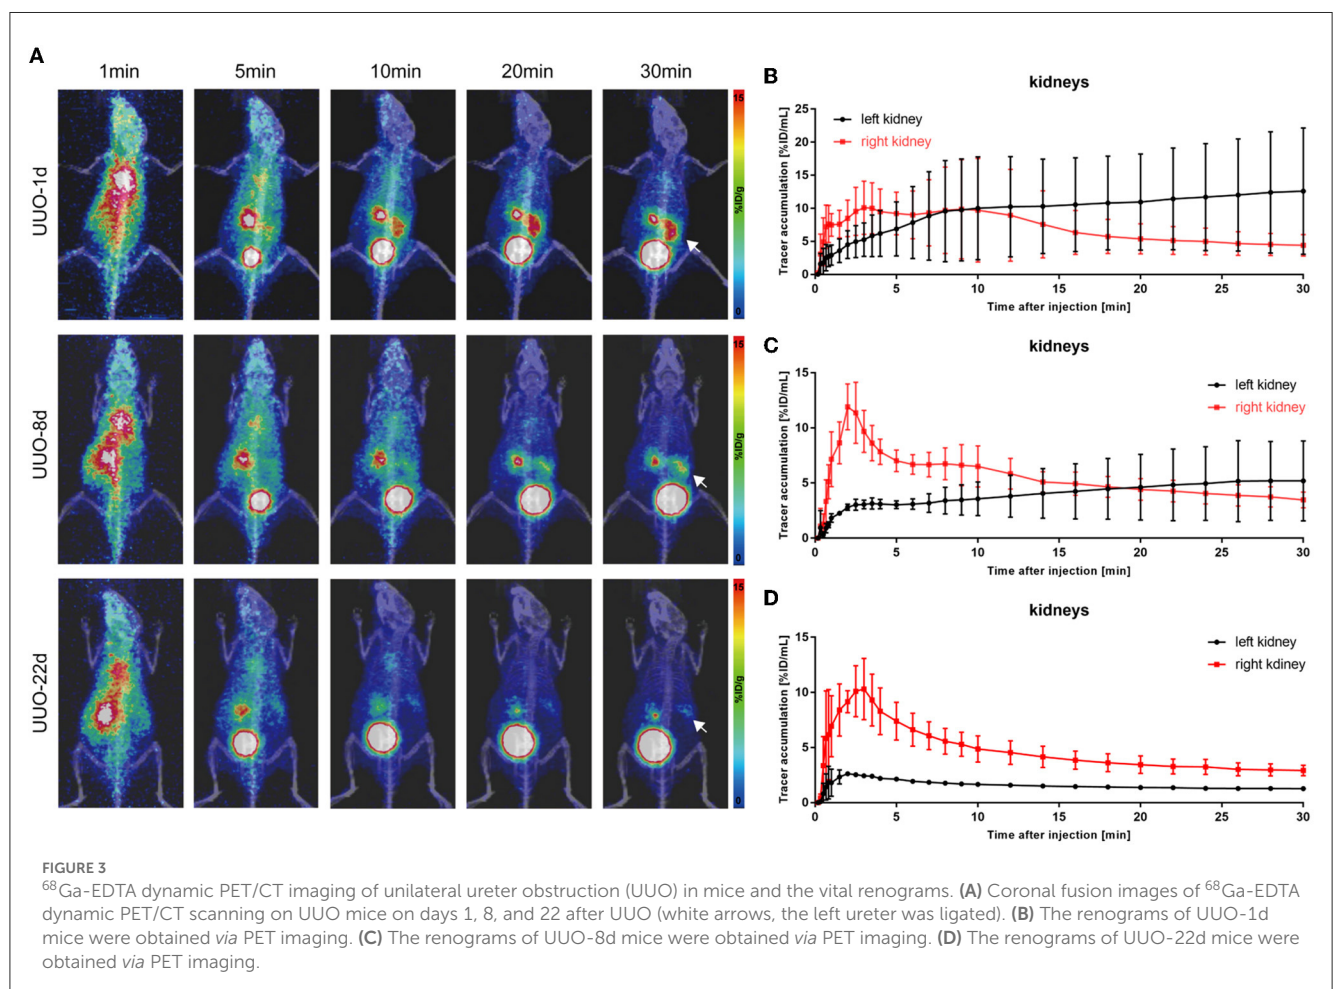 A
1min 5min 10min 20min 30min
UUO-1d
15
%ID/g
0
UUO-8d
15
%ID/g
0
UUO-22d
15
%ID/g
0
B
kidneys
Tracer accumulation [%ID/mL]
25
20
15
10
5
0
left kidney
right kidney
0 5 10 15 20 25 30
Time after injection [min]
C
kidneys
Tracer accumulation [%ID/mL]
15
10
5
0
left kidney
right kidney
0 5 10 15 20 25 30
Time after injection [min]
D
kidneys
Tracer accumulation [%ID/mL]
15
10
5
0
left kidney
right kdiney
0 5 10 15 20 25 30
Time after injection [min]
FIGURE 3
⁶⁸Ga-EDTA dynamic PET/CT imaging of unilateral ureter obstruction (UUO) in mice and the vital renograms. (A) Coronal fusion images of ⁶⁸Ga-EDTA
dynamic PET/CT scanning on UUO mice on days 1, 8, and 22 after UUO (white arrows, the left ureter was ligated). (B) The renograms of UUO-1d
mice were obtained via PET imaging. (C) The renograms of UUO-8d mice were obtained via PET imaging. (D) The renograms of UUO-22d mice were
obtained via PET imaging.